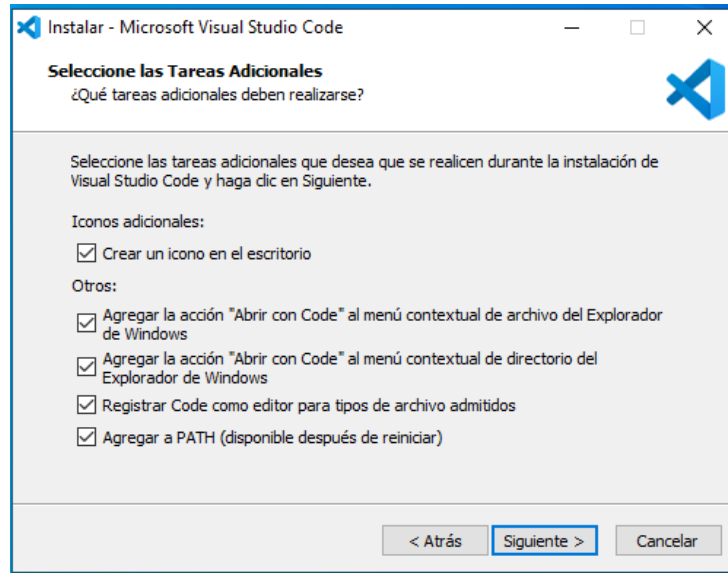 Instalar - Microsoft Visual Studio Code
Seleccione las Tareas Adicionales
¿Qué tareas adicionales deben realizarse?
Seleccione las tareas adicionales que desea que se realicen durante la instalación de
Visual Studio Code y haga clic en Siguiente.
Iconos adicionales:
Crear un icono en el escritorio
Otros:
Agregar la acción "Abrir con Code" al menú contextual de archivo del Explorador
de Windows
Agregar la acción "Abrir con Code" al menú contextual de directorio del
Explorador de Windows
Registrar Code como editor para tipos de archivo admitidos
Agregar a PATH (disponible después de reiniciar)
< Atrás Siguiente > Cancelar